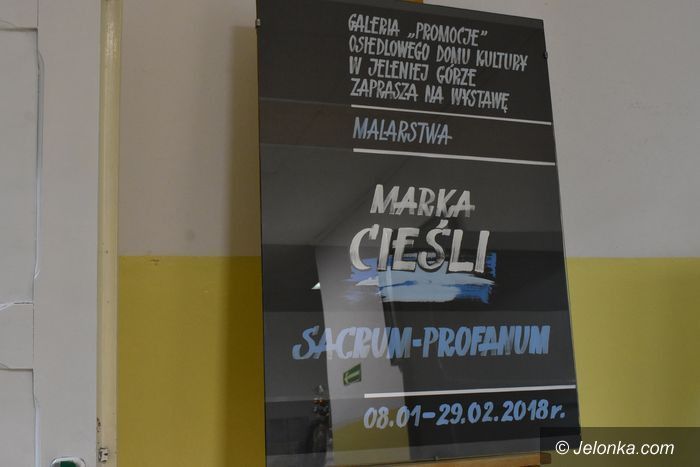 GALERIA „PROMOCJE”
OSIEDLOWEGO DOMU KULTURY
W JELENIEJ GÓRZE
ZAPRASZA NA WYSTAWĘ
MALARSTWA
MARKA
CIEŚLI
SACRUM-PROFANUM
08.01-29.02.2018r.
© Jelonka.com